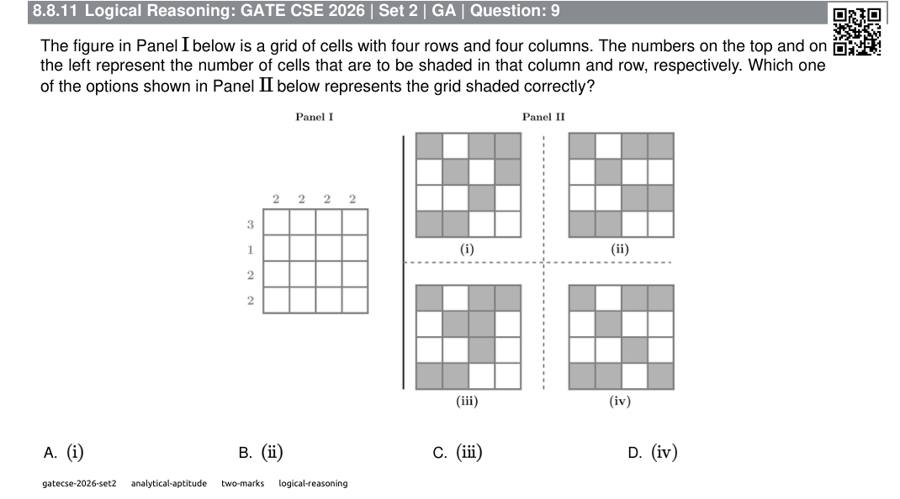 8.8.11 Logical Reasoning: GATE CSE 2026 | Set 2 | GA | Question: 9
The figure in Panel I below is a grid of cells with four rows and four columns. The numbers on the top and on
the left represent the number of cells that are to be shaded in that column and row, respectively. Which one
of the options shown in Panel II below represents the grid shaded correctly?
Panel I Panel II
2 2 2 2
3
1
2
2
(i) (ii)
(iii) (iv)
A. (i) B. (ii) C. (iii) D. (iv)
gatecse-2026-set2 analytical-aptitude two-marks logical-reasoning